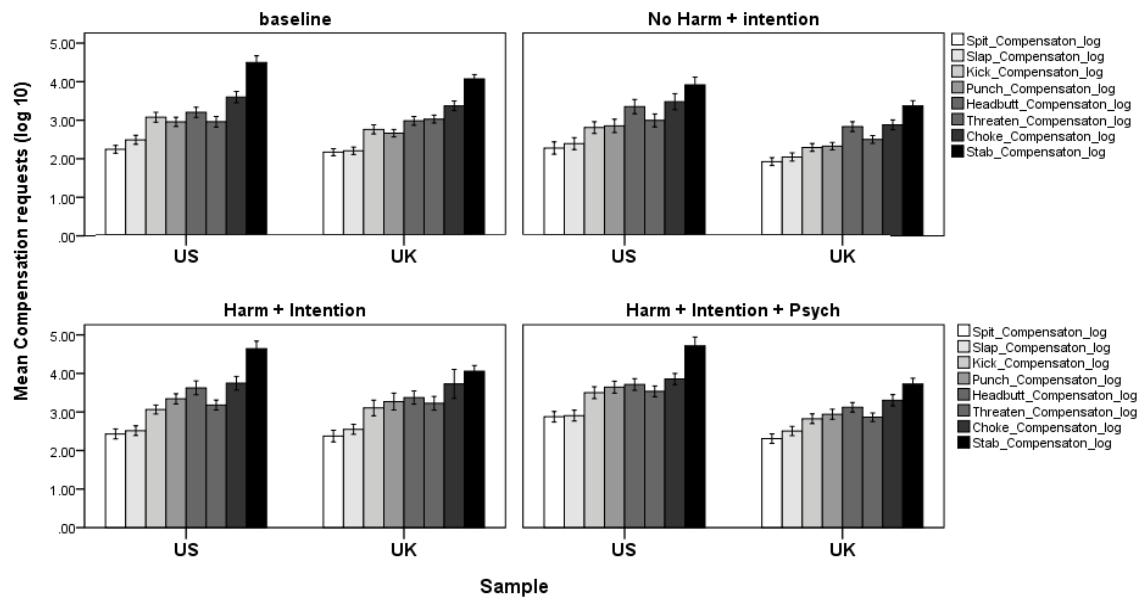 baseline
No Harm + intention
Mean Compensation requests (log 10)
5.00
4.00
3.00
2.00
1.00
.00
US
UK
US
UK
Spit_Compensaton_log
Slap_Compensaton_log
Kick_Compensaton_log
Punch_Compensaton_log
Headbutt_Compensaton_log
Threaten_Compensaton_log
Choke_Compensaton_log
Stab_Compensaton_log
Harm + Intention
Harm + Intention + Psych
5.00
4.00
3.00
2.00
1.00
.00
US
UK
US
UK
Spit_Compensaton_log
Slap_Compensaton_log
Kick_Compensaton_log
Punch_Compensaton_log
Headbutt_Compensaton_log
Threaten_Compensaton_log
Choke_Compensaton_log
Stab_Compensaton_log
Sample